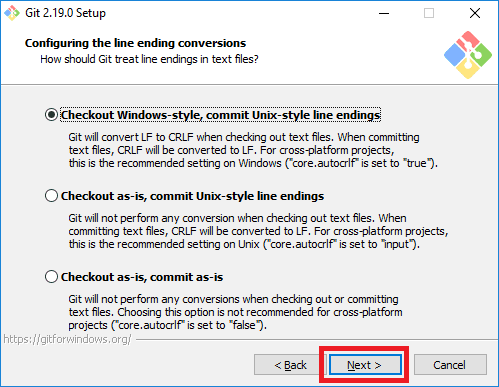 Git 2.19.0 Setup
Configuring the line ending conversions
How should Git treat line endings in text files?
Checkout Windows-style, commit Unix-style line endings
Git will convert LF to CRLF when checking out text files. When committing
text files, CRLF will be converted to LF. For cross-platform projects,
this is the recommended setting on Windows ("core.autocrlf" is set to "true").
Checkout as-is, commit Unix-style line endings
Git will not perform any conversion when checking out text files. When
committing text files, CRLF will be converted to LF. For cross-platform projects,
this is the recommended setting on Unix ("core.autocrlf" is set to "input").
Checkout as-is, commit as-is
Git will not perform any conversions when checking out or committing
text files. Choosing this option is not recommended for cross-platform
projects ("core.autocrlf" is set to "false").
https://gitforwindows.org/
< Back
Next >
Cancel